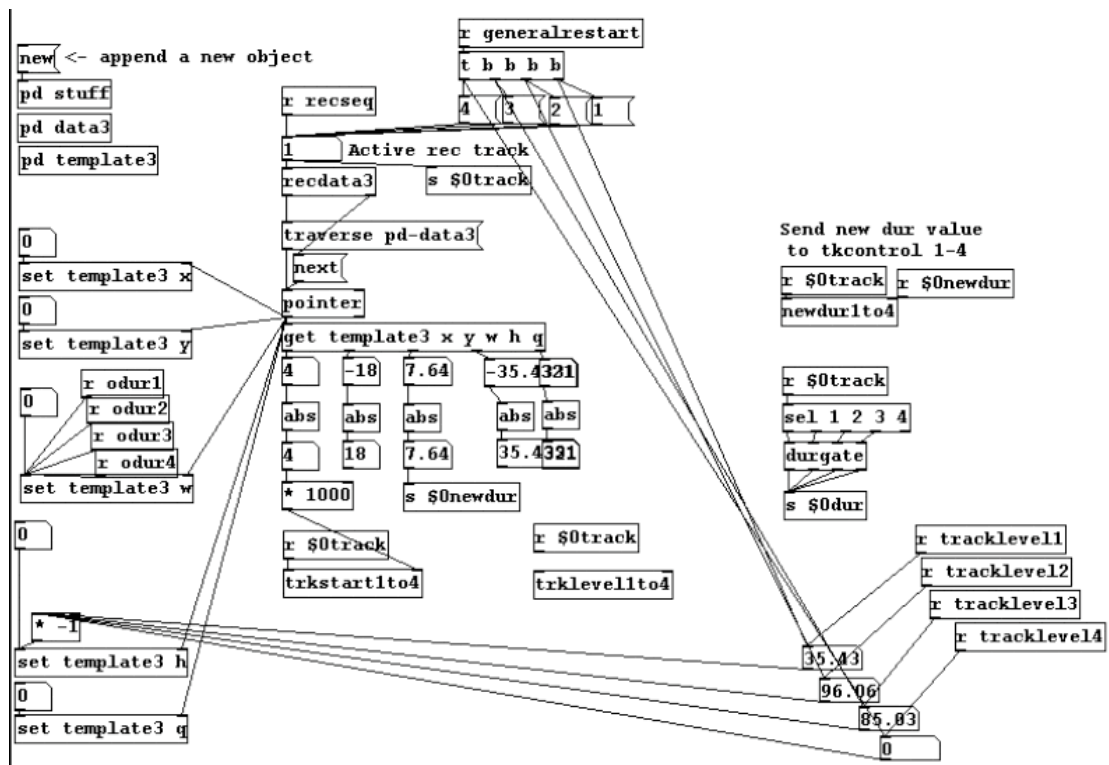 r generalrestart
new <- append a new object
t b b b b
pd stuff
r recseq
4 3 2 1
pd data3
1 Active rec track
pd template3
recdata3
s $0track
traverse pd-data3
Send new dur value
to tkcontrol 1-4
0
next
set template3 x
r $0track
r $0newdur
pointer
newdur1to4
0
set template3 y
get template3 x y w h q
4 -18 7.64
r odur1
r $0track
0
r odur2
abs abs abs abs abs
sel 1 2 3 4
r odur3
4 18 7.64
durgate
r odur4
set template3 w
* 1000
s $0newdur
s $0dur
0
r $0track
r $0track
r tracklevel1
trkstart1to4
trklevel1to4
r tracklevel2
r tracklevel3
* -1
r tracklevel4
35.43
set template3 h
96.06
0
85.03
set template3 q
0